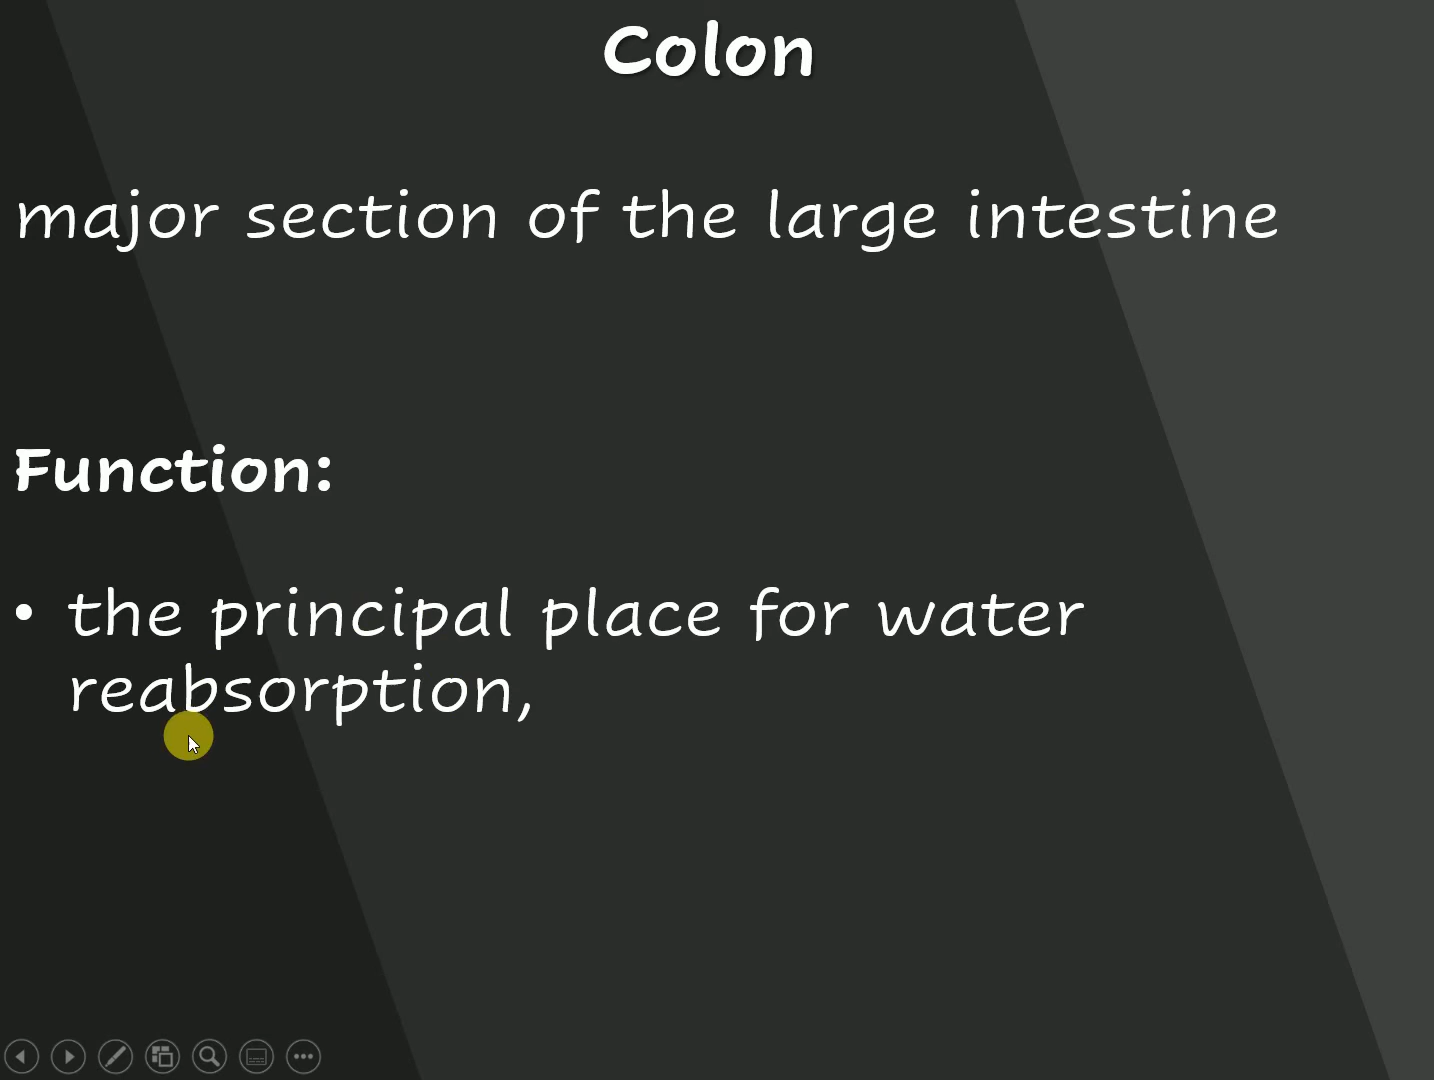 Colon
major section of the large intestine
Function:
• the principal place for water
reabsorption,